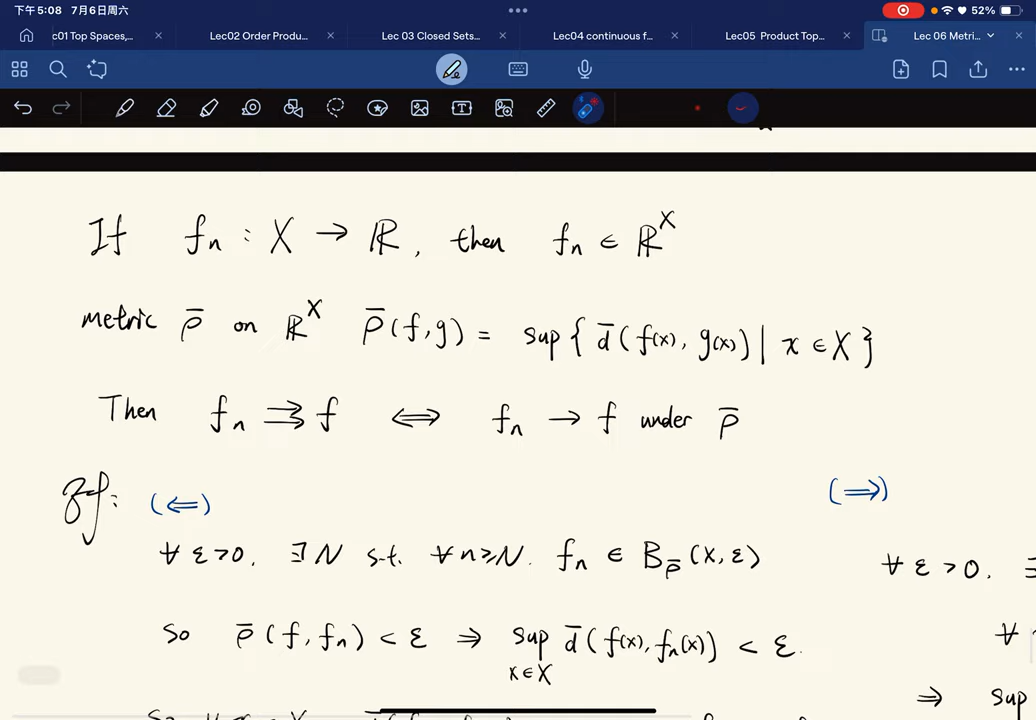 下午5:08 7月6日周六
52%
c01 Top Spaces,...
Lec02 Order Produ...
Lec 03 Closed Sets...
Lec04 continuous f...
Lec05 Product Top...
Lec 06 Metri...
If fₙ : X → ℝ, then fₙ ∈ ℝ^X
metric ρ̄ on ℝ^X ρ̄(f,g) = sup{ d̄(f(x), g(x)) | x ∈ X }
Then fₙ ⇉ f ⟺ fₙ → f under ρ̄
Pf: (⟸)
(⟹)
∀ ε>0. ∃N s.t. ∀n≥N. fₙ ∈ B_ρ̄(X,ε)
∀ ε>0. ∃
So ρ̄(f, fₙ) < ε ⇒ sup_{x∈X} d̄(f(x), fₙ(x)) < ε.
∀
⇒ sup